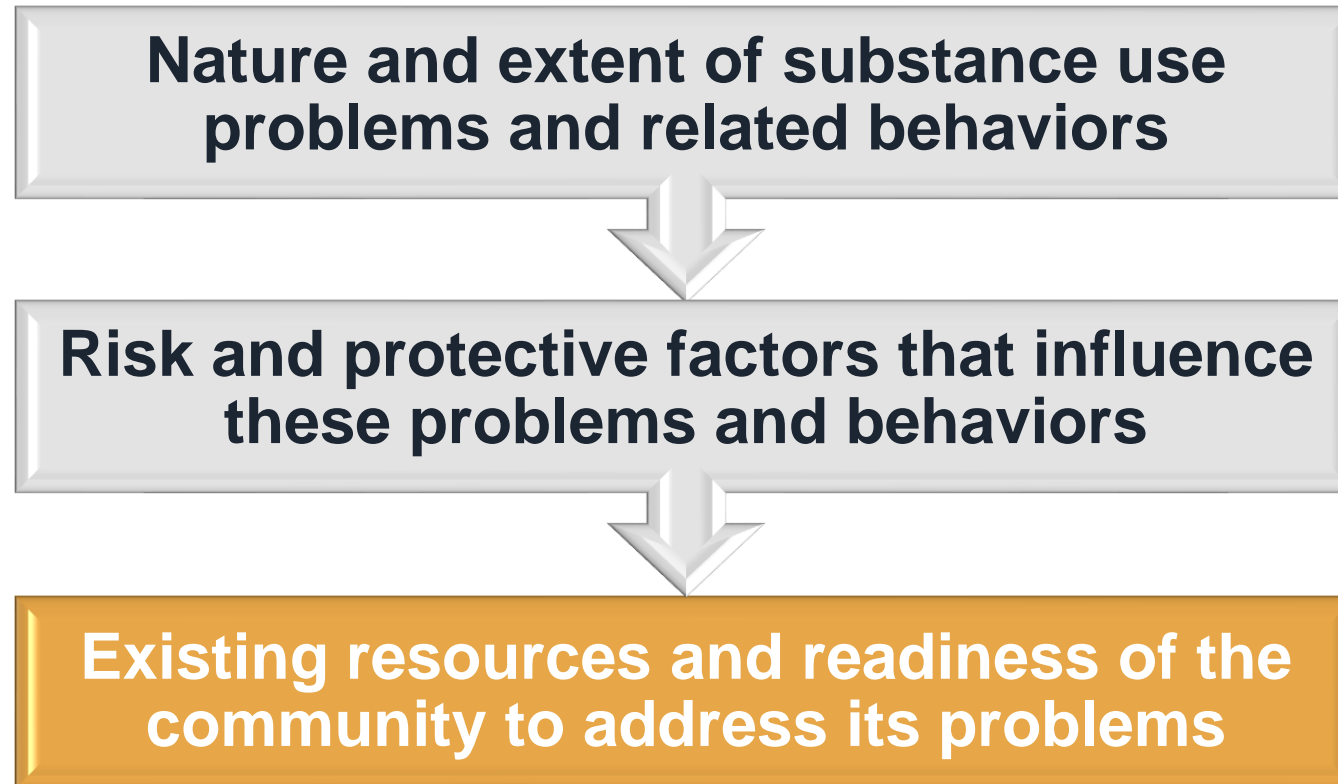 Nature and extent of substance use
problems and related behaviors
Risk and protective factors that influence
these problems and behaviors
Existing resources and readiness of the
community to address its problems